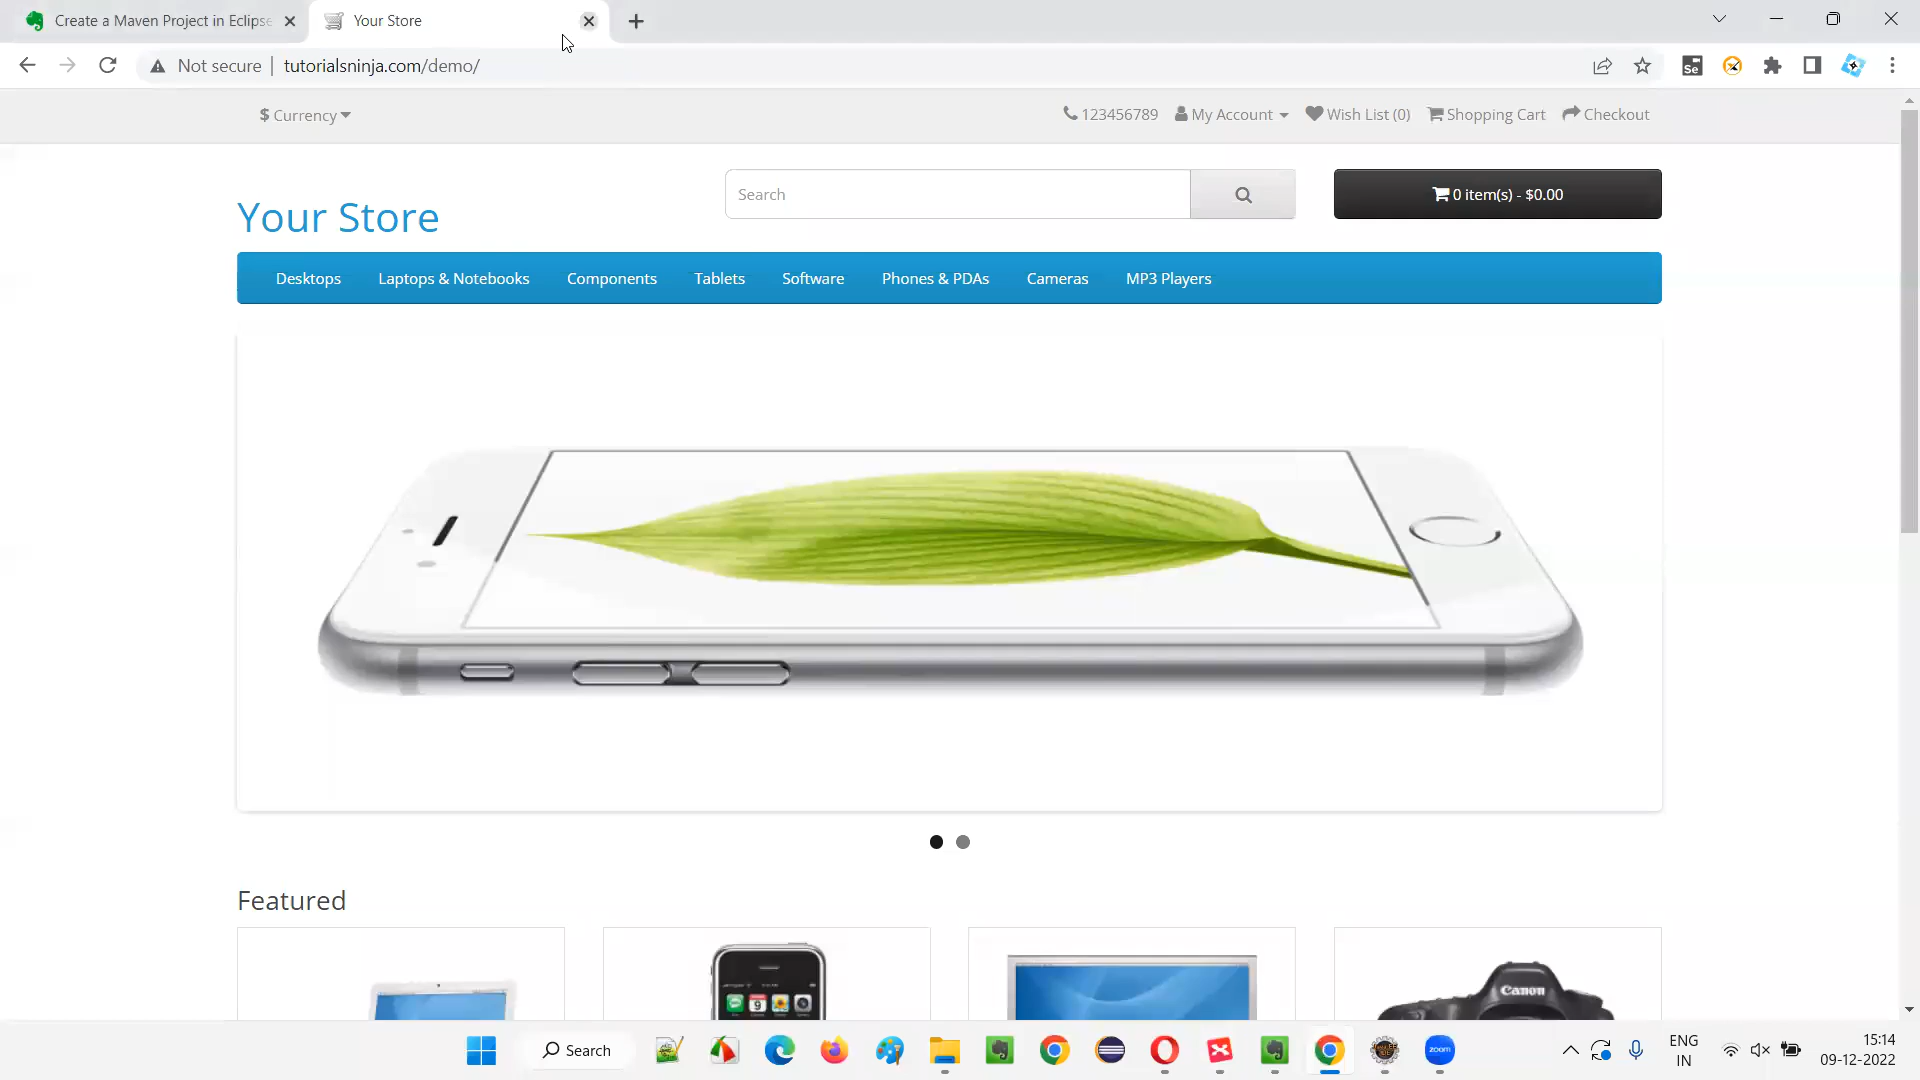 Create a Maven Project in Eclipse
Your Store
Not secure
tutorialsninja.com/demo/
$ Currency
123456789
My Account
Wish List (0)
Shopping Cart
Checkout
Your Store
Search
0 item(s) - $0.00
Desktops
Laptops & Notebooks
Components
Tablets
Software
Phones & PDAs
Cameras
MP3 Players
Featured
Canon
Search
zoom
ENG
IN
15:14
09-12-2022